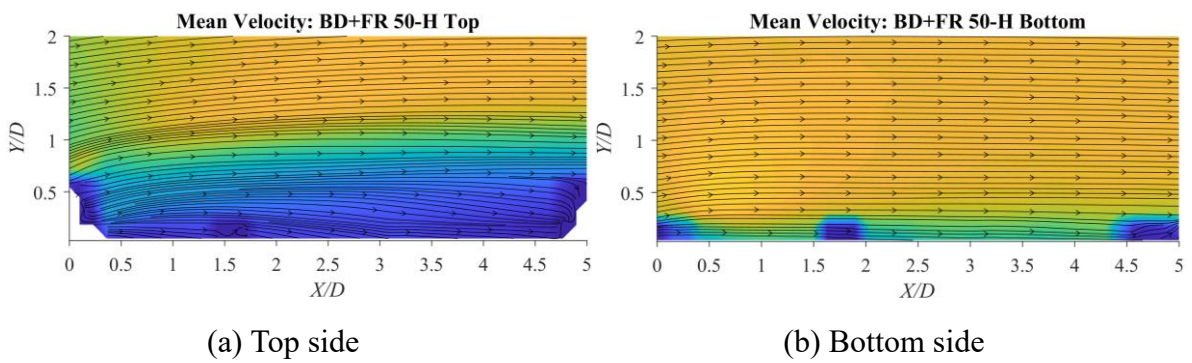 Mean Velocity: BD+FR 50-H Top
2
1.5
1
0.5
Y/D
0 0.5 1 1.5 2 2.5 3 3.5 4 4.5 5
X/D
(a) Top side
Mean Velocity: BD+FR 50-H Bottom
2
1.5
1
0.5
Y/D
0 0.5 1 1.5 2 2.5 3 3.5 4 4.5 5
X/D
(b) Bottom side